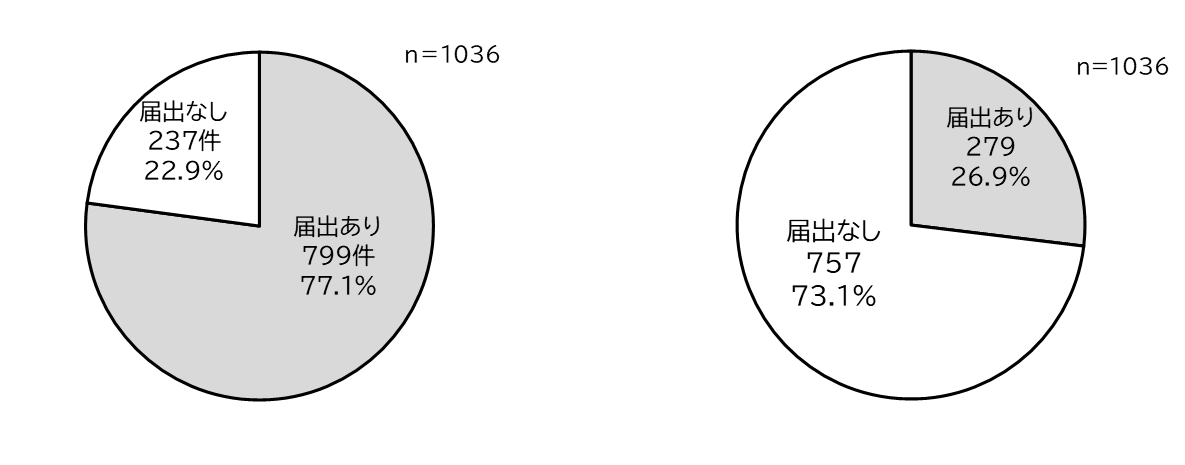 n=1036
届出なし
237件
22.9%
届出あり
799件
77.1%
n=1036
届出あり
279
26.9%
届出なし
757
73.1%